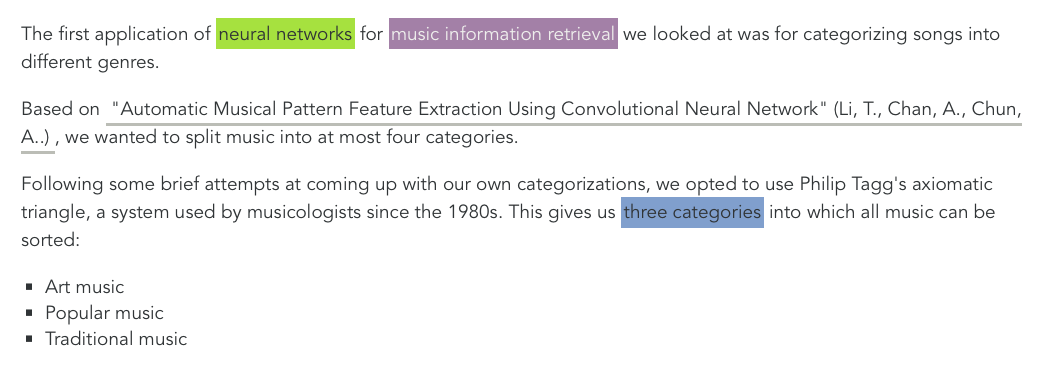 The first application of neural networks for music information retrieval we looked at was for categorizing songs into
different genres.
Based on "Automatic Musical Pattern Feature Extraction Using Convolutional Neural Network" (Li, T., Chan, A., Chun,
A..) , we wanted to split music into at most four categories.
Following some brief attempts at coming up with our own categorizations, we opted to use Philip Tagg's axiomatic
triangle, a system used by musicologists since the 1980s. This gives us three categories into which all music can be
sorted:
▪ Art music
▪ Popular music
▪ Traditional music